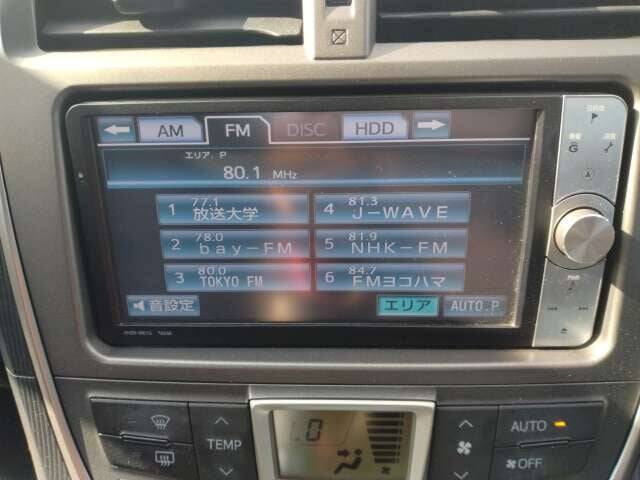 AM FM DISC HDD
エリア.P
80.1 MHz
77.1
1 放送大学
78.0
2 bay-FM
80.0
3 TOKYO FM
81.3
4 J-WAVE
81.9
5 NHK-FM
84.7
6 FMヨコハマ
音設定 エリア AUTO.P
TEMP
AUTO
OFF